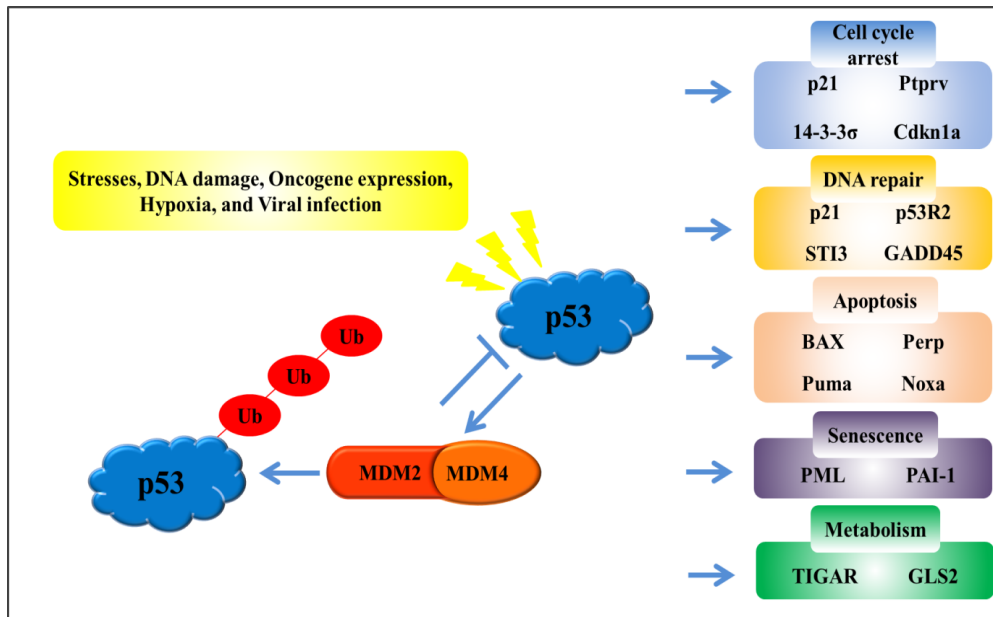 Stresses, DNA damage, Oncogene expression,
Hypoxia, and Viral infection
p53
Ub
Ub
Ub
p53
MDM2
MDM4
Cell cycle
arrest
p21 Ptprv
14-3-3σ Cdkn1a
DNA repair
p21 p53R2
STI3 GADD45
Apoptosis
BAX Perp
Puma Noxa
Senescence
PML PAI-1
Metabolism
TIGAR GLS2